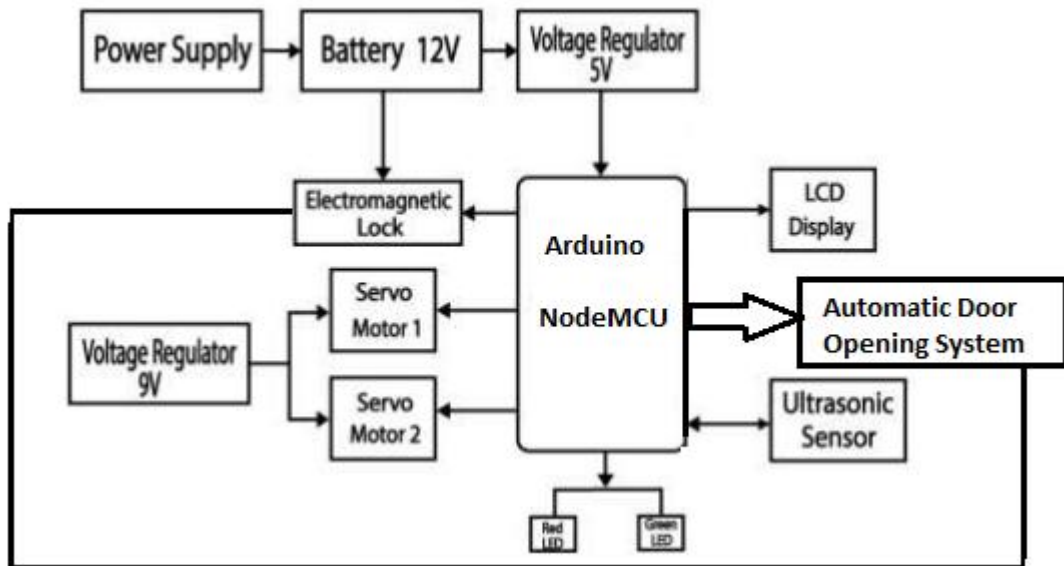 Power Supply
Battery 12V
Voltage Regulator
5V
Electromagnetic
Lock
Arduino
NodeMCU
LCD
Display
Servo
Motor 1
Automatic Door
Opening System
Voltage Regulator
9V
Servo
Motor 2
Ultrasonic
Sensor
Red
LED
Green
LED